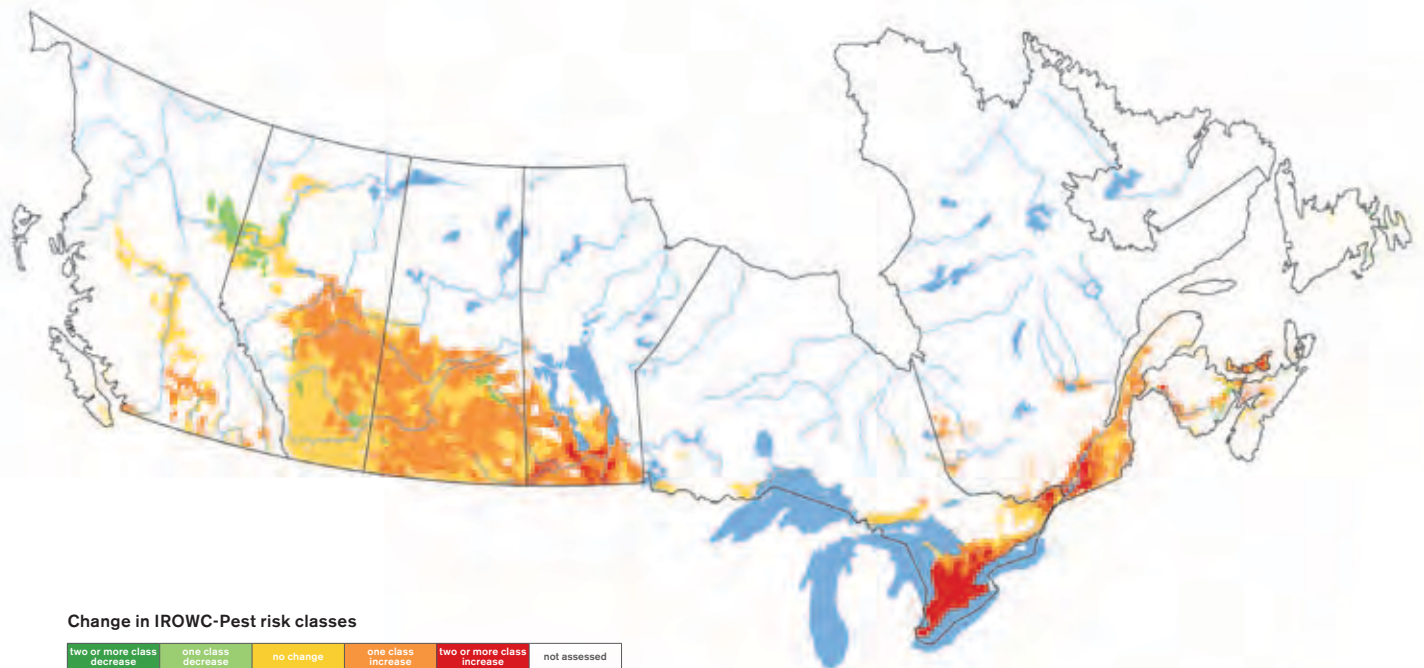 Change in IROWC-Pest risk classes
two or more class
decrease
one class
decrease
no change
one class
increase
two or more class
increase
not assessed